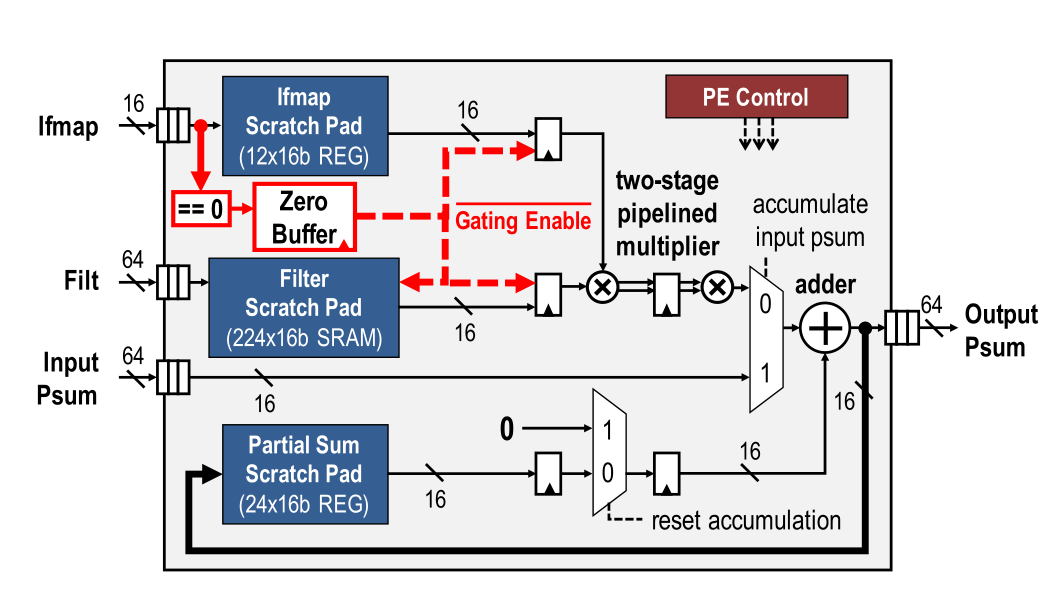 16
Ifmap
Ifmap
Scratch Pad
(12x16b REG)
16
PE Control
== 0
Zero
Buffer
Gating Enable
two-stage
pipelined
multiplier
accumulate
input psum
64
Filt
Filter
Scratch Pad
(224x16b SRAM)
16
0
1
adder
64
Output
Psum
64
Input
Psum
16
16
Partial Sum
Scratch Pad
(24x16b REG)
16
0
1
0
16
reset accumulation